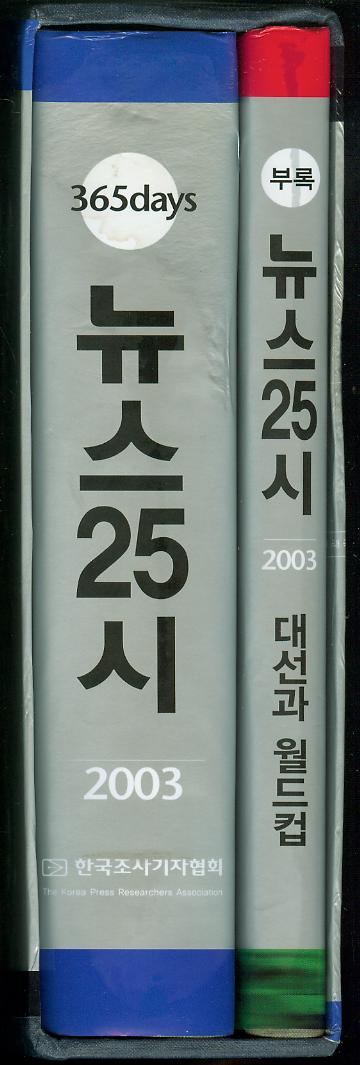 365days
뉴스25시
2003
한국조사기자협회
The Korea Press Researchers Association
부록
뉴스25시
2003
대선과 월드컵